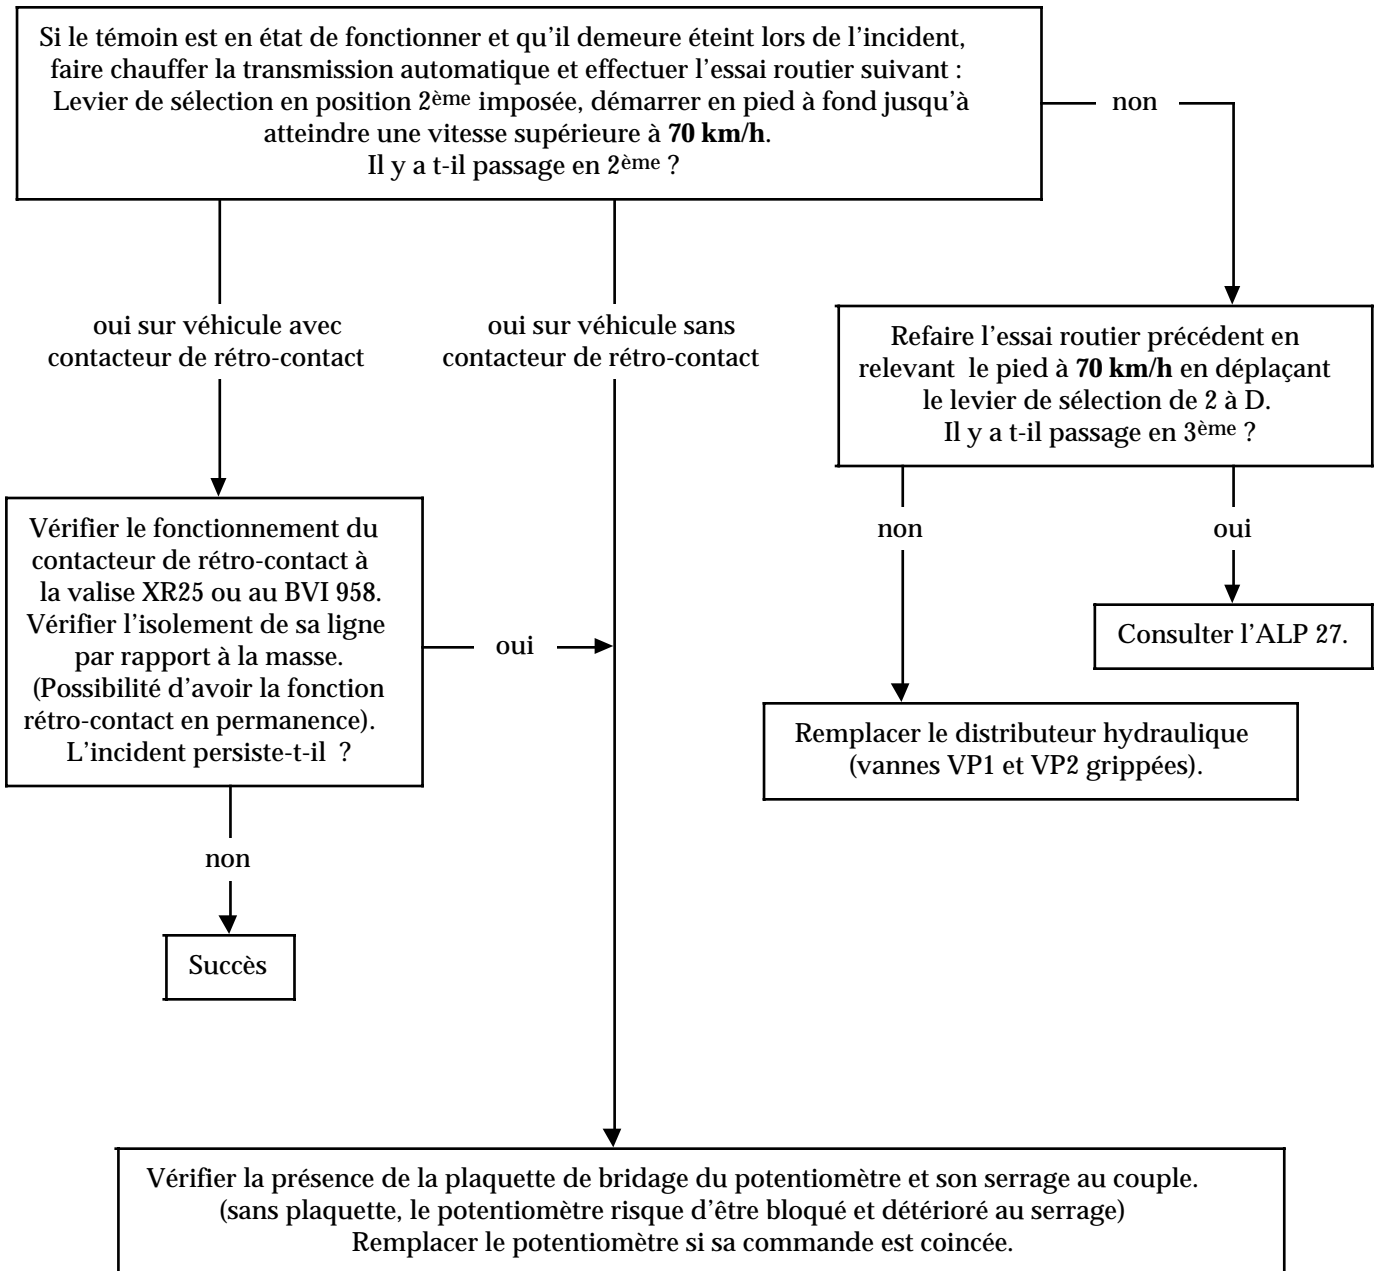 Si le témoin est en état de fonctionner et qu'il demeure éteint lors de l'incident,
faire chauffer la transmission automatique et effectuer l'essai routier suivant :
Levier de sélection en position 2ème imposée, démarrer en pied à fond jusqu'à
atteindre une vitesse supérieure à 70 km/h.
Il y a t-il passage en 2ème ?
non
oui sur véhicule avec
contacteur de rétro-contact
oui sur véhicule sans
contacteur de rétro-contact
Refaire l'essai routier précédent en
relevant le pied à 70 km/h en déplaçant
le levier de sélection de 2 à D.
Il y a t-il passage en 3ème ?
non
oui
Vérifier le fonctionnement du
contacteur de rétro-contact à
la valise XR25 ou au BVI 958.
Vérifier l'isolement de sa ligne
par rapport à la masse.
(Possibilité d'avoir la fonction
rétro-contact en permanence).
L'incident persiste-t-il ?
oui
Consulter l'ALP 27.
Remplacer le distributeur hydraulique
(vannes VP1 et VP2 grippées).
non
Succès
Vérifier la présence de la plaquette de bridage du potentiomètre et son serrage au couple.
(sans plaquette, le potentiomètre risque d'être bloqué et détérioré au serrage)
Remplacer le potentiomètre si sa commande est coincée.